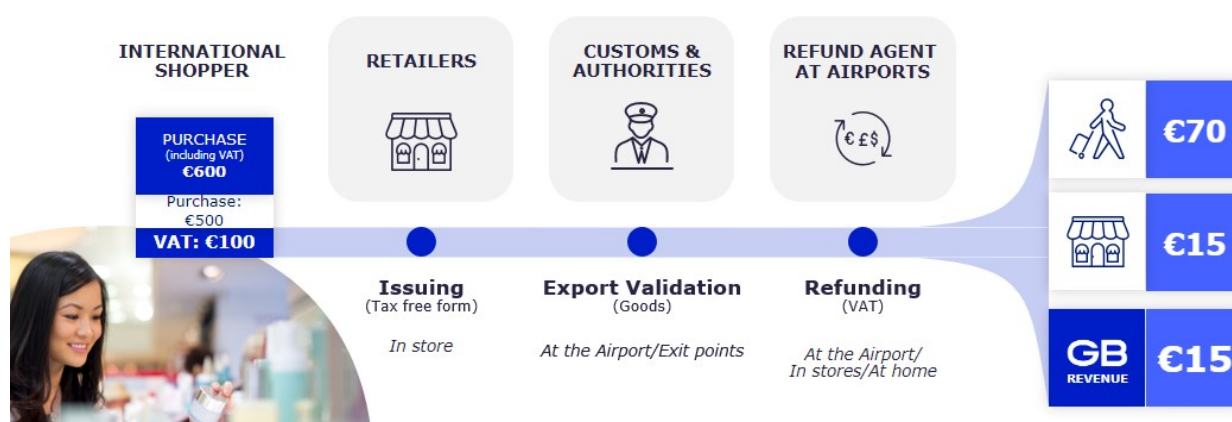 INTERNATIONAL
SHOPPER
PURCHASE
(including VAT)
€600
Purchase:
€500
VAT: €100
RETAILERS
Issuing
(Tax free form)
In store
CUSTOMS &
AUTHORITIES
Export Validation
(Goods)
At the Airport/Exit points
REFUND AGENT
AT AIRPORTS
€ £ $
Refunding
(VAT)
At the Airport/
In stores/At home
€70
€15
GB
REVENUE
€15